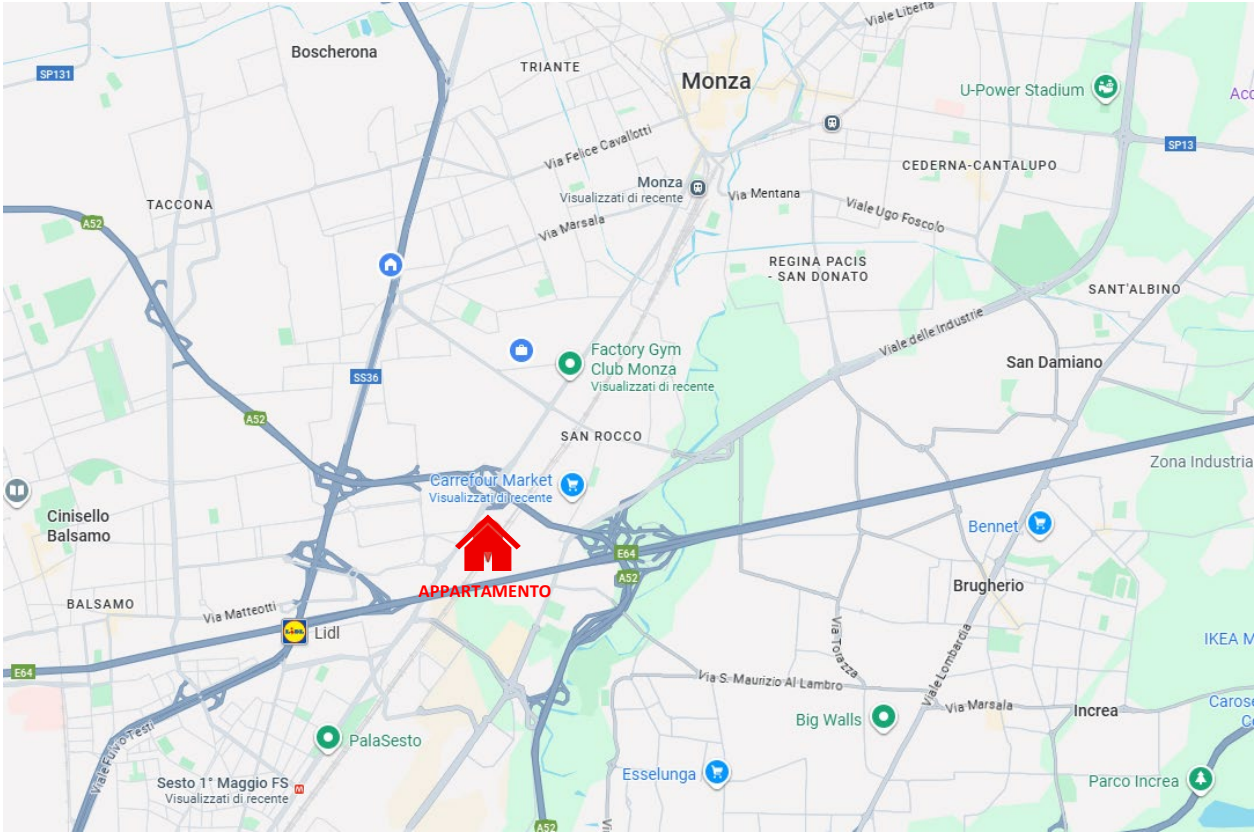 Viale Libertà
Boscherona
TRIANTE
Monza
SP131
U-Power Stadium
Acc
Via Felice Cavallotti
SP13
CEDERNA-CANTALUPO
Monza
Visualizzati di recente
Via Mentana
TACCONA
Viale Ugo Foscolo
A52
Via Marsala
REGINA PACIS
- SAN DONATO
SANT'ALBINO
Viale delle Industrie
Factory Gym
Club Monza
Visualizzati di recente
San Damiano
SS36
A52
SAN ROCCO
Zona Industria
Carrefour Market
Visualizzati di recente
Cinisello
Balsamo
Bennet
E64
A52
APPARTAMENTO
Brugherio
BALSAMO
Via Matteotti
LIDL
Lidl
Via Torazza
IKEA M
E64
Viale Lombardia
Via S. Maurizio Al Lambro
Via Marsala
Increa
Carose
Ce
Big Walls
Viale Fulvio Testi
PalaSesto
Esselunga
Sesto 1° Maggio FS
M
Visualizzati di recente
Parco Increa
A52